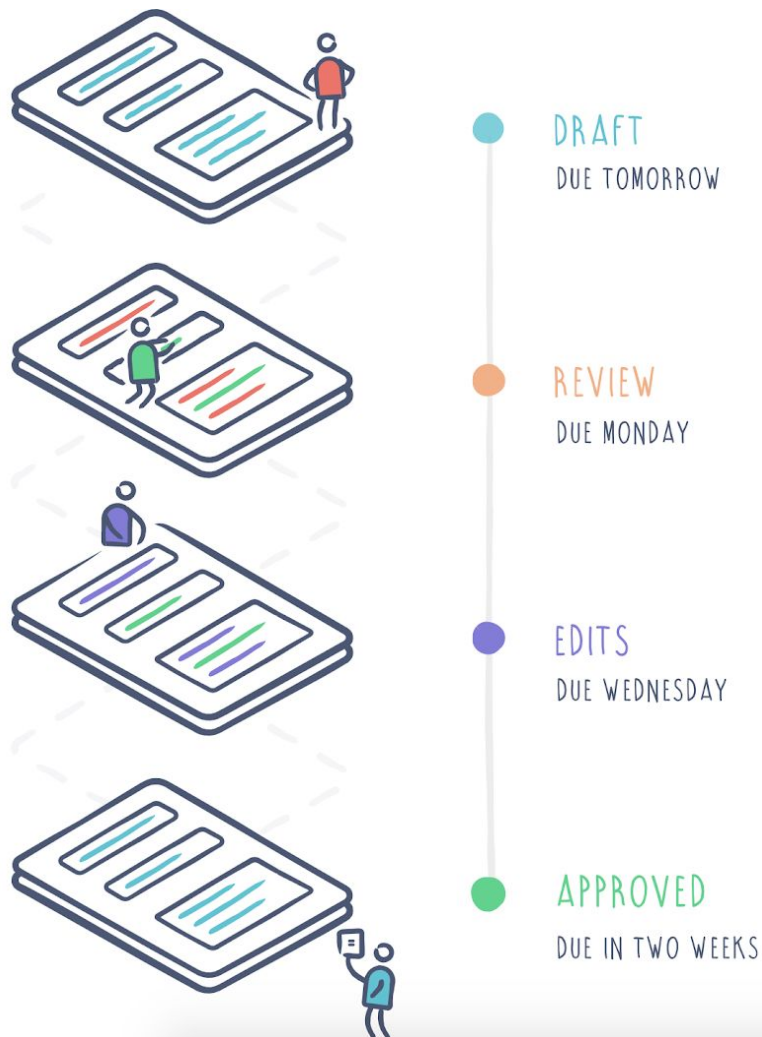 DRAFT
DUE TOMORROW
REVIEW
DUE MONDAY
EDITS
DUE WEDNESDAY
APPROVED
DUE IN TWO WEEKS